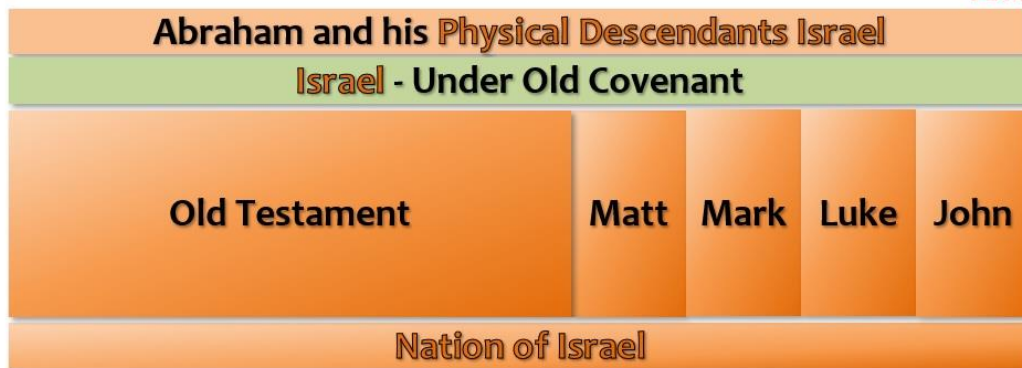 Abraham and his Physical Descendants Israel
Israel - Under Old Covenant
Old Testament Matt Mark Luke John
Nation of Israel